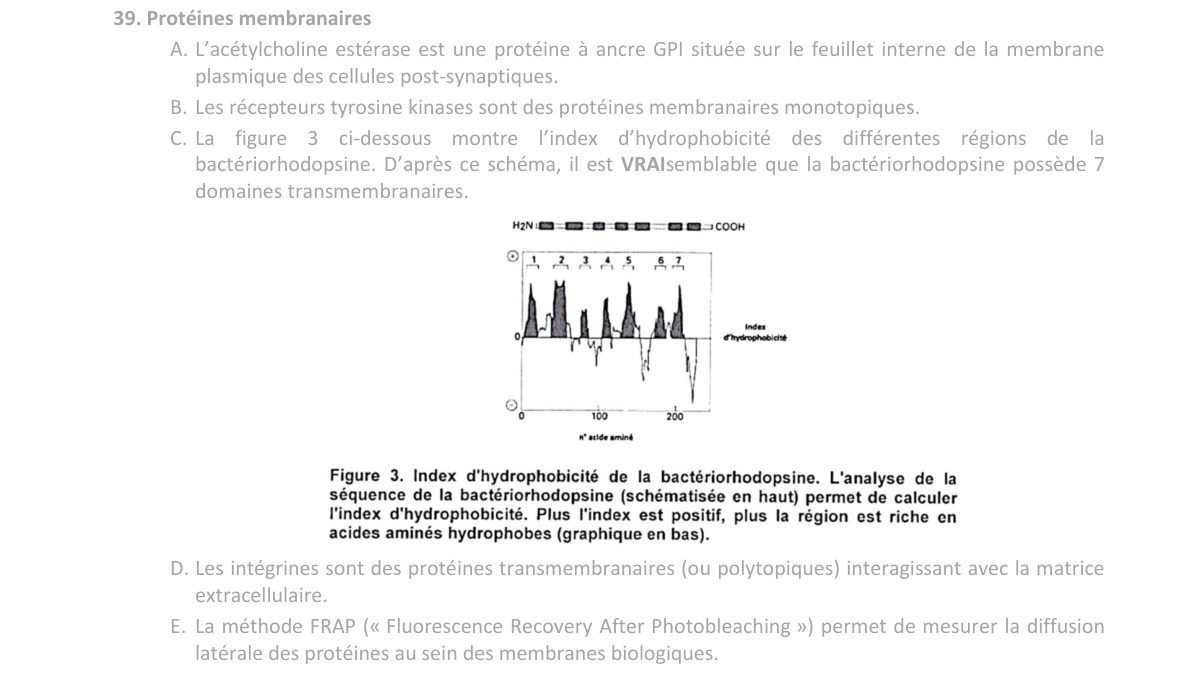 39. Protéines membranaires
A. L’acétylcholine estérase est une protéine à ancre GPI située sur le feuillet interne de la membrane
plasmique des cellules post-synaptiques.
B. Les récepteurs tyrosine kinases sont des protéines membranaires monotopiques.
C. La figure 3 ci-dessous montre l’index d’hydrophobicité des différentes régions de la
bactériorhodopsine. D’après ce schéma, il est VRAIsemblable que la bactériorhodopsine possède 7
domaines transmembranaires.
H2N COOH
+
1 2 3 4 5 6 7
Index
d'hydrophobicité
0
-
0 100 200
n° acide aminé
Figure 3. Index d'hydrophobicité de la bactériorhodopsine. L'analyse de la
séquence de la bactériorhodopsine (schématisée en haut) permet de calculer
l'index d'hydrophobicité. Plus l'index est positif, plus la région est riche en
acides aminés hydrophobes (graphique en bas).
D. Les intégrines sont des protéines transmembranaires (ou polytopiques) interagissant avec la matrice
extracellulaire.
E. La méthode FRAP (« Fluorescence Recovery After Photobleaching ») permet de mesurer la diffusion
latérale des protéines au sein des membranes biologiques.